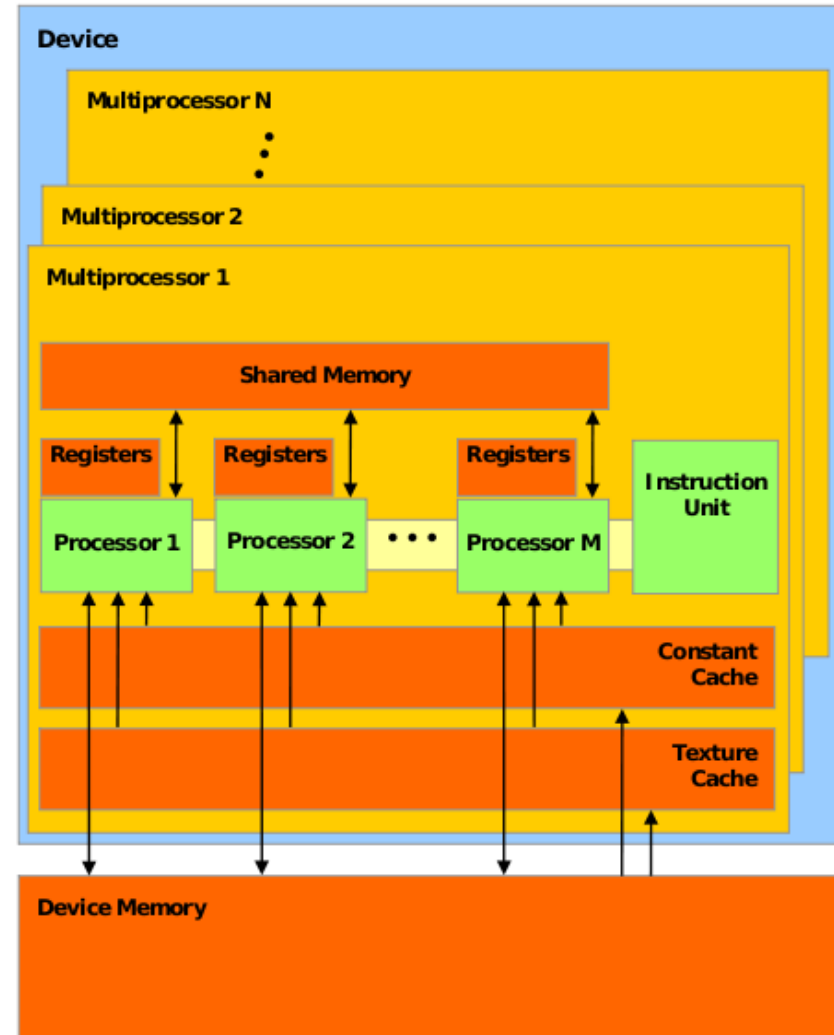 Device
Multiprocessor N
Multiprocessor 2
Multiprocessor 1
Shared Memory
Registers
Registers
Registers
Instruction
Unit
Processor 1
Processor 2
• • •
Processor M
Constant
Cache
Texture
Cache
Device Memory